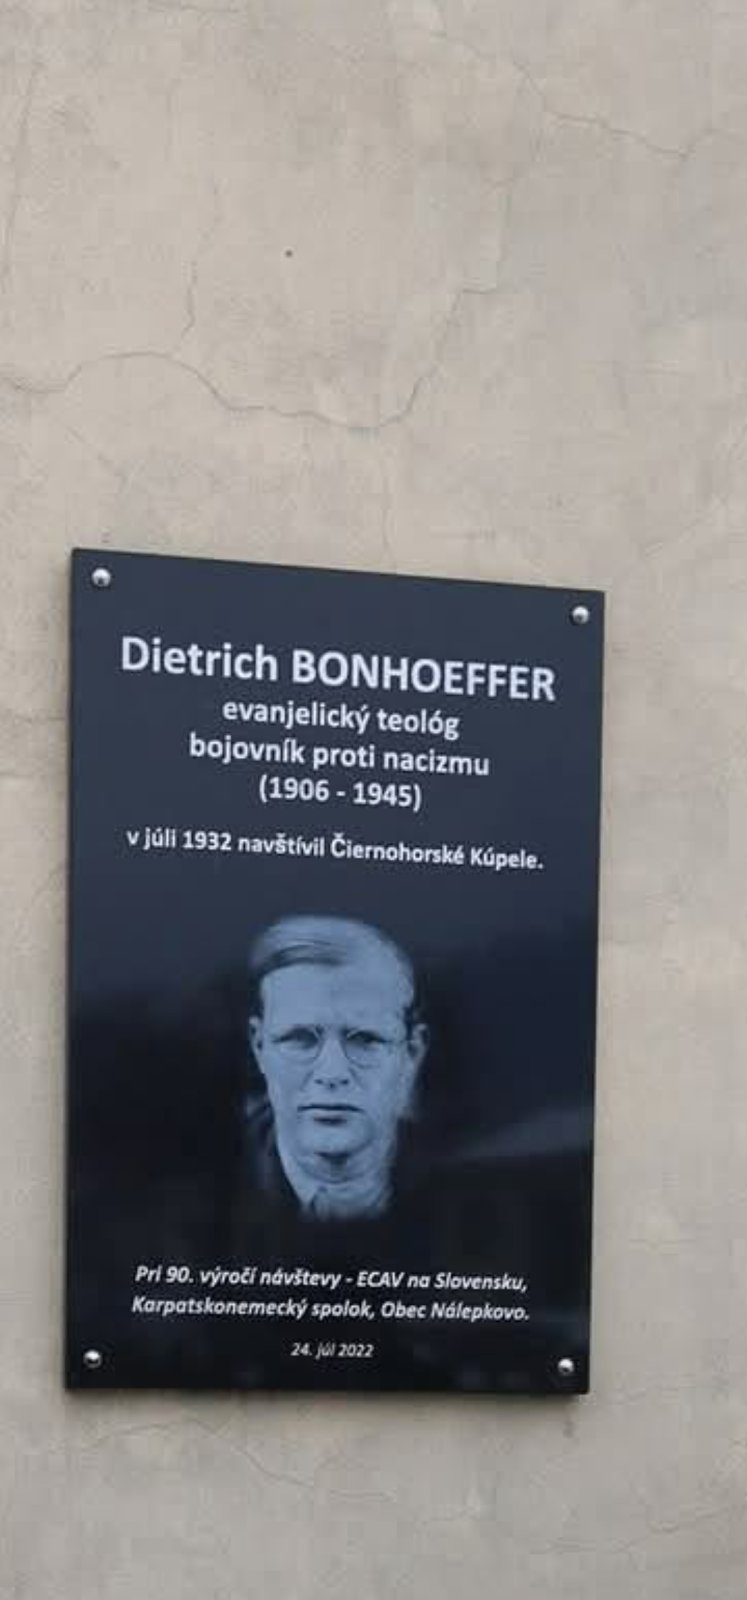 Dietrich BONHOEFFER
evanjelický teológ
bojovník proti nacizmu
(1906 - 1945)
v júli 1932 navštívil Čiernohorské Kúpele.
Pri 90. výročí návštevy - ECAV na Slovensku,
Karpatskonemecký spolok, Obec Nálepkovo.
24. júl 2022